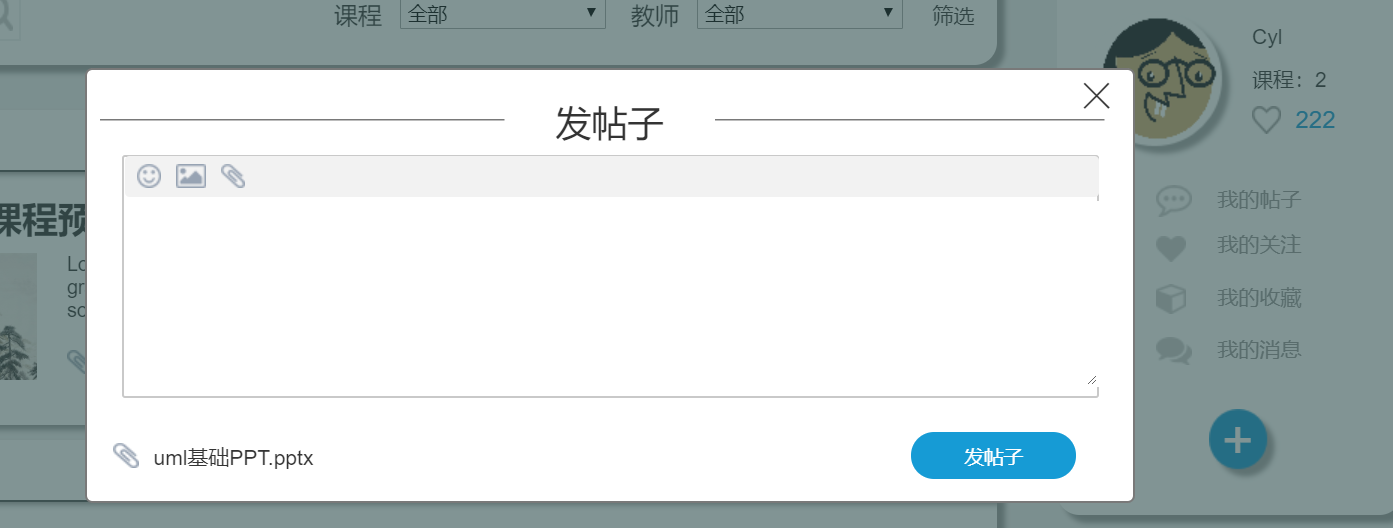 课程 全部 教师 全部 筛选
Cyl
课程：2
222
发帖子
课程预
Lo
gr
so
我的帖子
我的关注
我的收藏
我的消息
uml基础PPT.pptx
发帖子